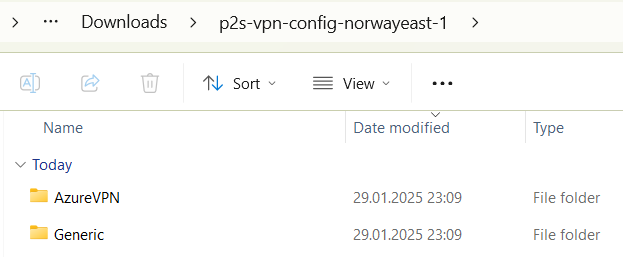 > ··· Downloads > p2s-vpn-config-norwayeast-1 >
Sort View ···
Name Date modified Type
Today
AzureVPN 29.01.2025 23:09 File folder
Generic 29.01.2025 23:09 File folder